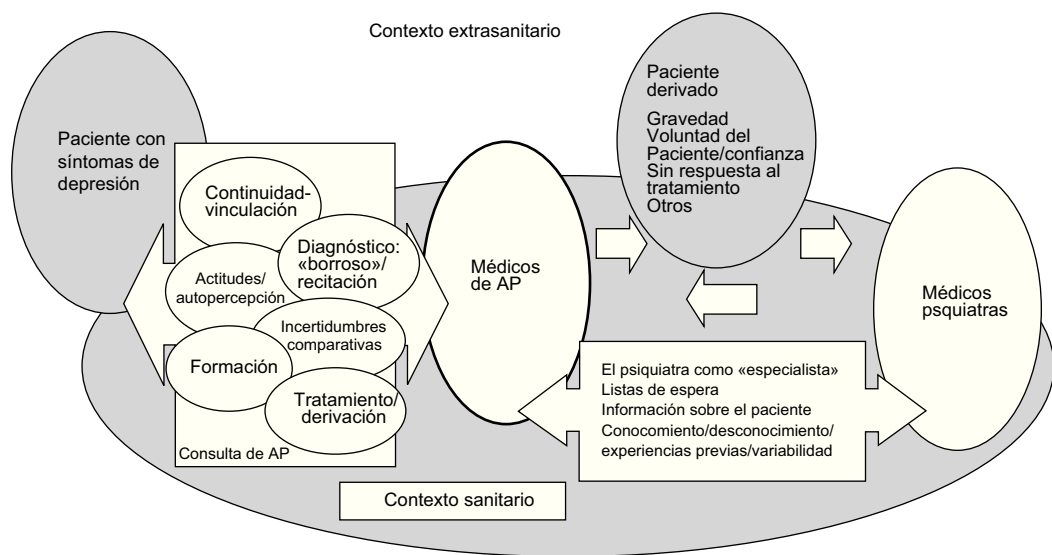 Contexto extrasanitario
Paciente con
síntomas de
depresión
Continuidad-
vinculación
Diagnóstico:
«borroso»/
recitación
Actitudes/
autopercepción
Incertidumbres
comparativas
Formación
Tratamiento/
derivación
Consulta de AP
Médicos
de AP
Paciente
derivado
Gravedad
Voluntad del
Paciente/confianza
Sin respuesta al
tratamiento
Otros
Médicos
psquiatras
El psiquiatra como «especialista»
Listas de espera
Información sobre el paciente
Conocomiento/desconocimiento/
experiencias previas/variabilidad
Contexto sanitario